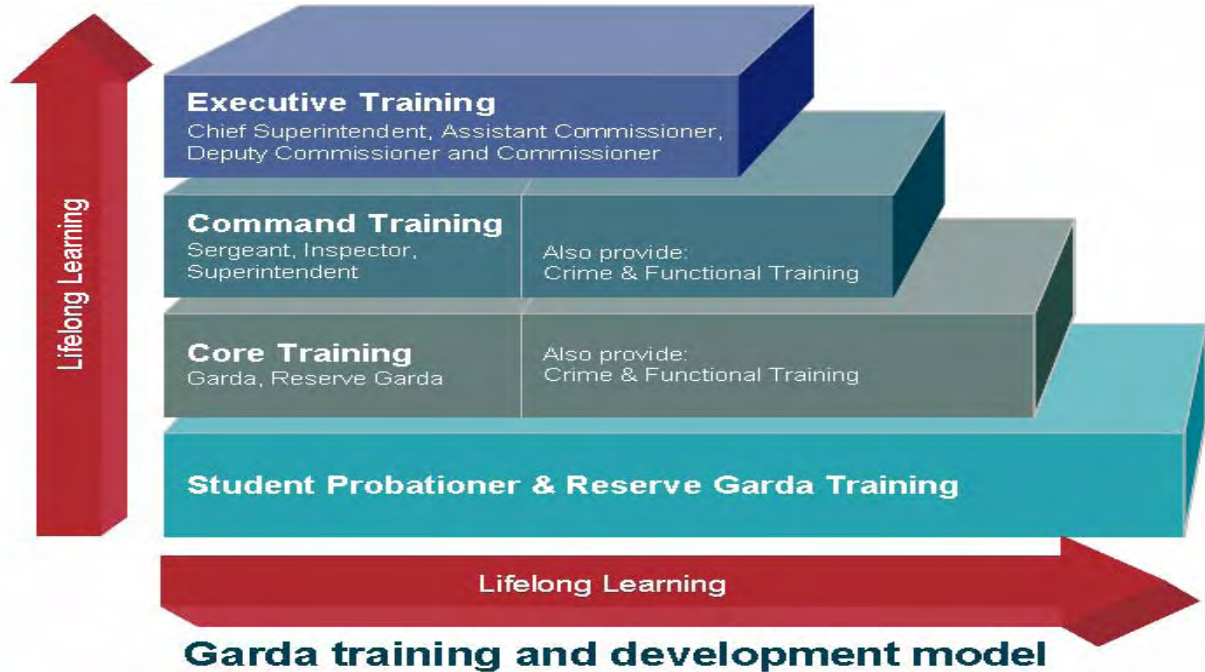 Executive Training
Chief Superintendent, Assistant Commissioner,
Deputy Commissioner and Commissioner
Command Training
Sergeant, Inspector,
Superintendent
Also provide:
Crime & Functional Training
Core Training
Garda, Reserve Garda
Also provide:
Crime & Functional Training
Student Probationer & Reserve Garda Training
Lifelong Learning
Lifelong Learning
Garda training and development model